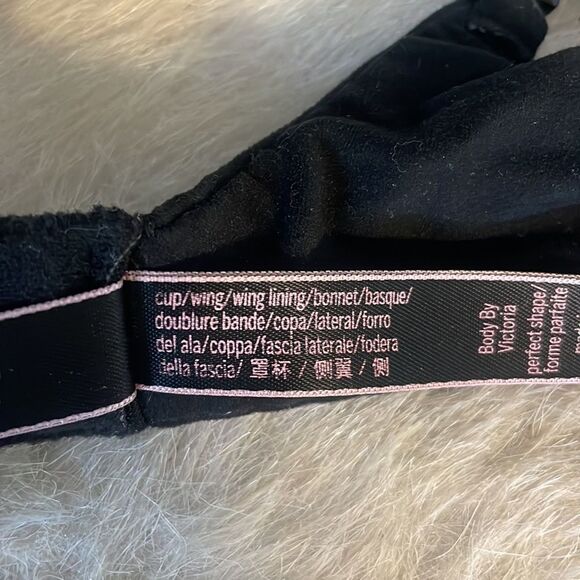 cup/wing/wing lining/bonnet/basque/
doublure bande/copa/lateral/forro
del ala/coppa/fascia laterale/fodera
della fascia/ 罩杯 / 侧翼 / 侧
Body By
Victoria
perfect shape/
forme parfaite